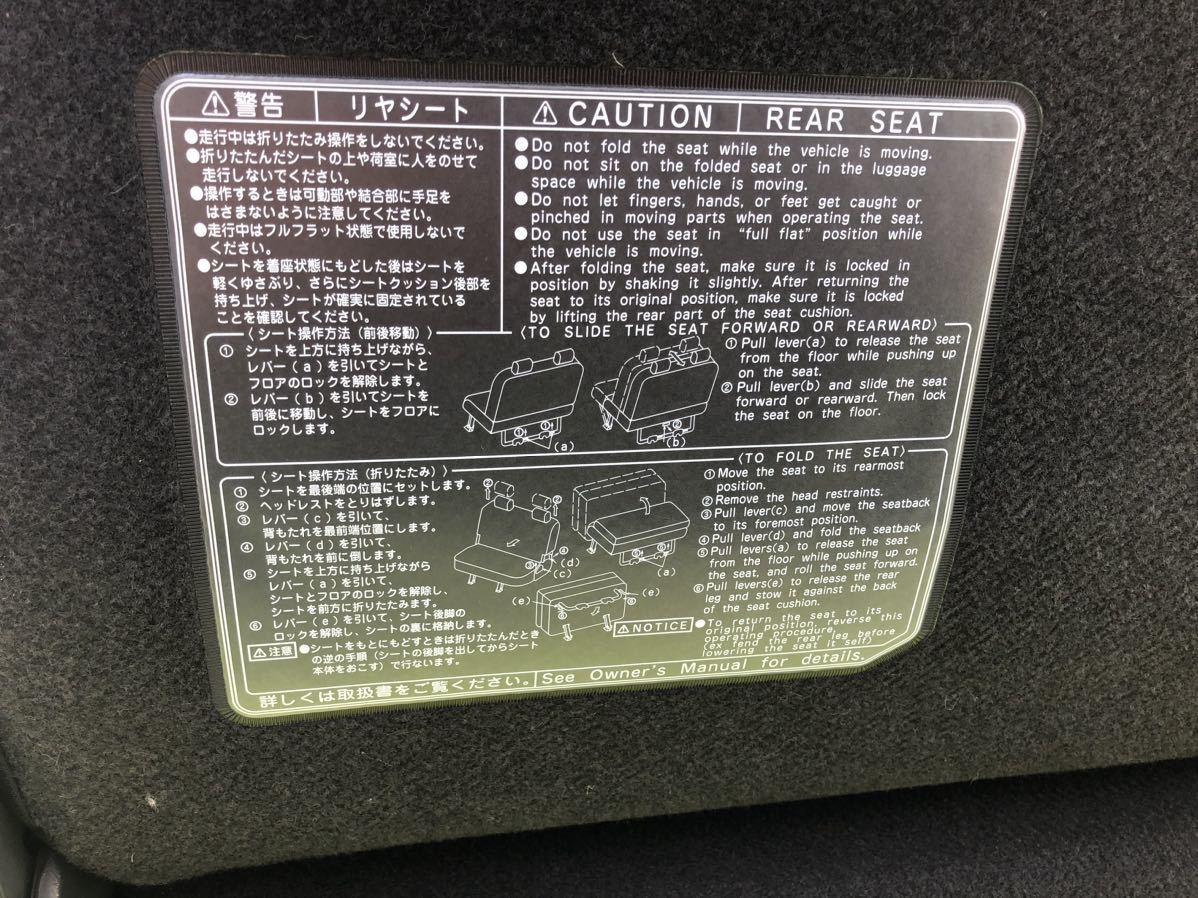 ⚠警告 リヤシート
●走行中は折りたたみ操作をしないでください。
●折りたたんだシートの上や荷室に人をのせて
走行しないでください。
●操作するときは可動部や結合部に手足を
はさまないように注意してください。
●走行中はフルフラット状態で使用しないで
ください。
●シートを着座状態にもどした後はシートを
軽くゆさぶり、さらにシートクッション後部を
持ち上げ、シートが確実に固定されている
ことを確認してください。
⚠CAUTION REAR SEAT
●Do not fold the seat while the vehicle is moving.
●Do not sit on the folded seat or in the luggage
space while the vehicle is moving.
●Do not let fingers, hands, or feet get caught or
pinched in moving parts when operating the seat.
●Do not use the seat in "full flat" position while
the vehicle is moving.
●After folding the seat, make sure it is locked in
position by shaking it slightly. After returning the
seat to its original position, make sure it is locked
by lifting the rear part of the seat cushion.
〈シート操作方法（前後移動）〉
① シートを上方に持ち上げながら、
レバー（a）を引いてシートと
フロアのロックを解除します。
② レバー（b）を引いてシートを
前後に移動し、シートをフロアに
ロックします。
① ① (a)
② (b)
〈TO SLIDE THE SEAT FORWARD OR REARWARD〉
①Pull lever(a) to release the seat
from the floor while pushing up
on the seat.
②Pull lever(b) and slide the seat
forward or rearward. Then lock
the seat on the floor.
〈シート操作方法（折りたたみ）〉
① シートを最後端の位置にセットします。
② ヘッドレストをとりはずします。
③ レバー（c）を引いて、
背もたれを最前端位置にします。
④ レバー（d）を引いて、
背もたれを前に倒します。
⑤ シートを上方に持ち上げながら
レバー（a）を引いて、
シートとフロアのロックを解除し、
シートを前方に折りたたみます。
⑥ レバー（e）を引いて、シート後脚の
ロックを解除し、シートの裏に格納します。
⚠注意 ●シートをもとにもどすときは折りたたんだとき
の逆の手順（シートの後脚を出してからシート
本体をおこす）で行ないます。
② ②
④
(d)
③
(c)
⑤ ⑤
(a)
(e) (e)
⑥ ⑥
〈TO FOLD THE SEAT〉
①Move the seat to its rearmost
position.
②Remove the head restraints.
③Pull lever(c) and move the seatback
to its foremost position.
④Pull lever(d) and fold the seatback
⑤Pull levers(a) to release the seat
from the floor while pushing up on
the seat, and roll the seat forward.
⑥Pull levers(e) to release the rear
leg and stow it against the back
of the seat cushion.
⚠NOTICE ●To return the seat to its
original position, reverse this
operating procedure.
(ex fend the rear leg before
lowering the seat it self)
詳しくは取扱書をご覧ください。 See Owner's Manual for details.